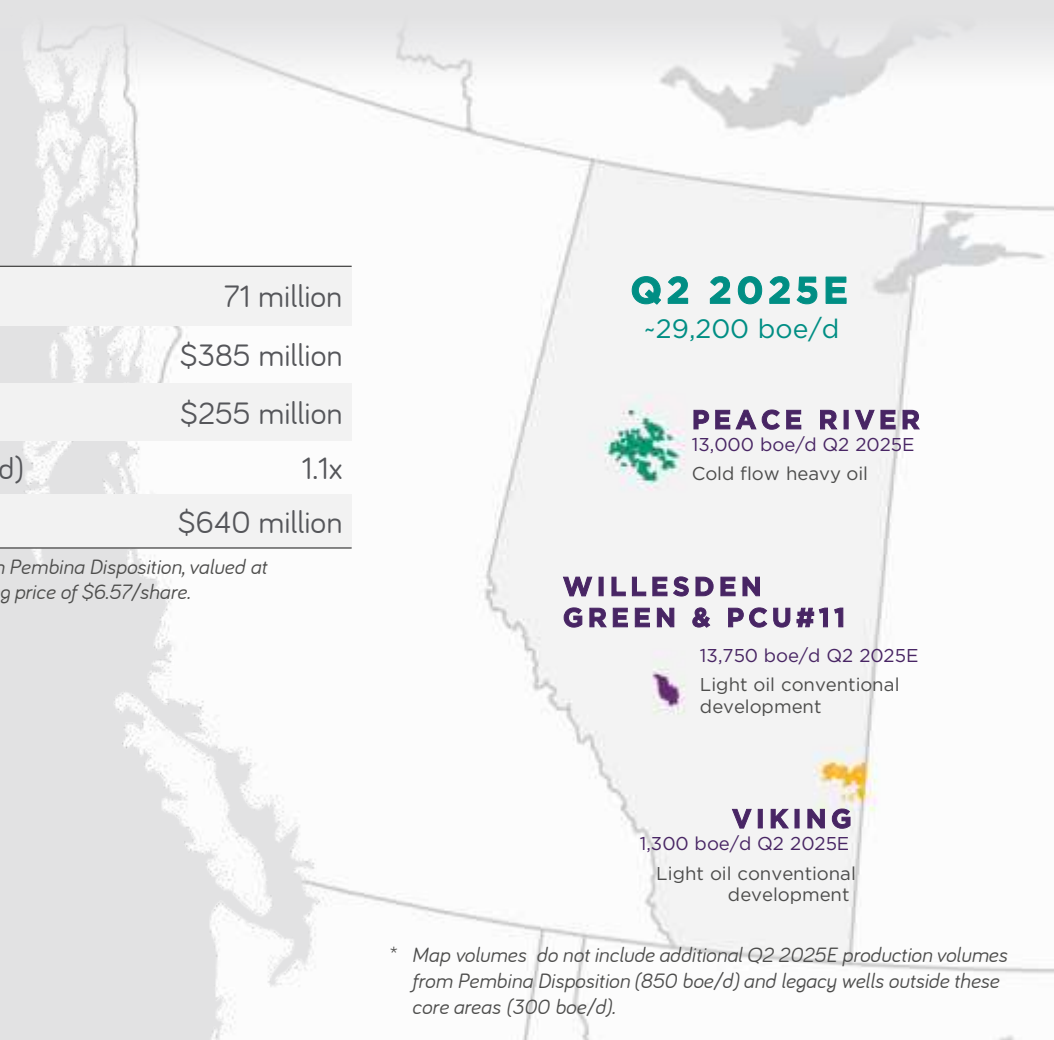 71 million
$385 million
$255 million
d) 1.1x
$640 million
n Pembina Disposition, valued at
g price of $6.57/share.
Q2 2025E
~29,200 boe/d
PEACE RIVER
13,000 boe/d Q2 2025E
Cold flow heavy oil
WILLESDEN
GREEN & PCU#11
13,750 boe/d Q2 2025E
Light oil conventional
development
VIKING
1,300 boe/d Q2 2025E
Light oil conventional
development
* Map volumes do not include additional Q2 2025E production volumes
from Pembina Disposition (850 boe/d) and legacy wells outside these
core areas (300 boe/d).